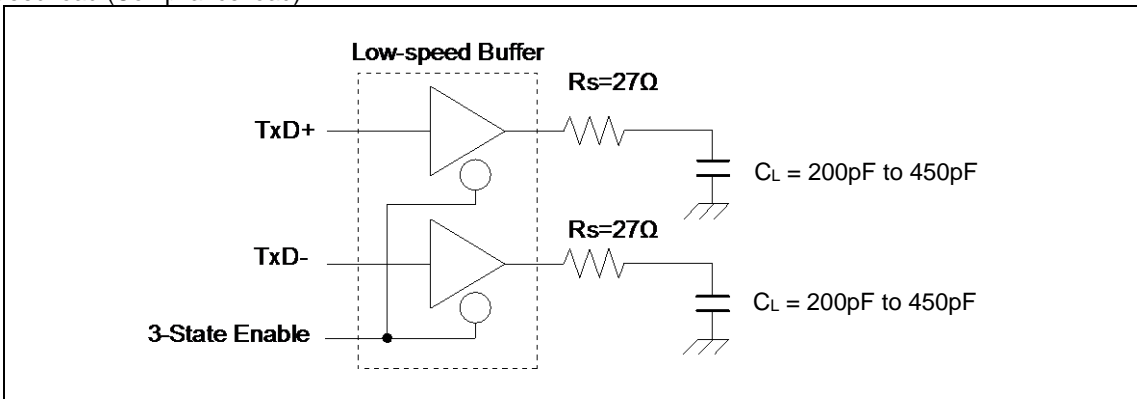 Low-speed Buffer
Rs=27Ω
TxD+
CL = 200pF to 450pF
Rs=27Ω
TxD-
CL = 200pF to 450pF
3-State Enable